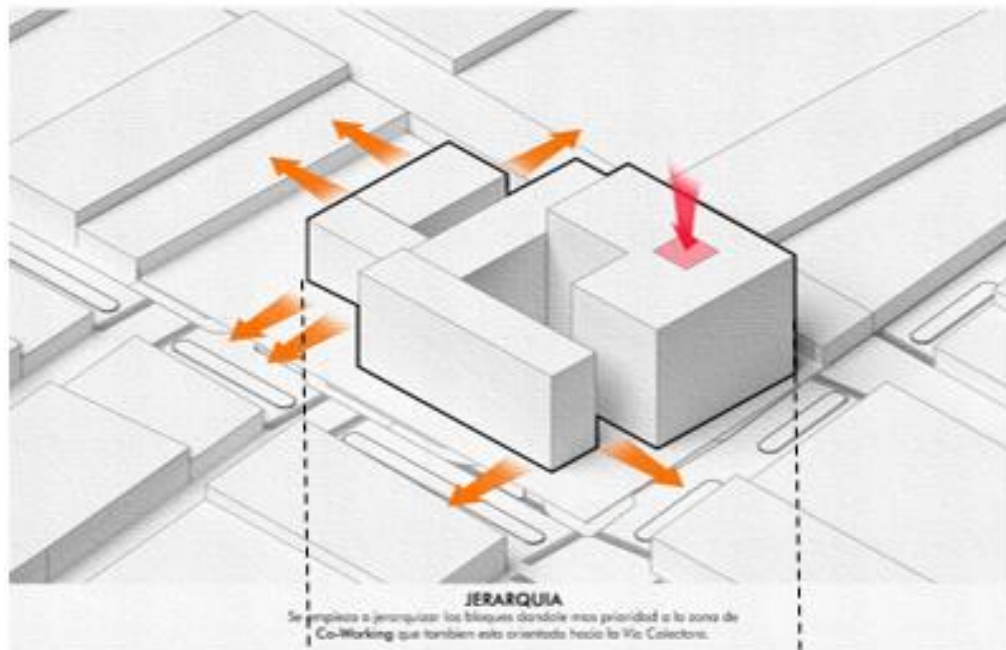 JERARQUIA
Se empieza a jerarquizar los bloques dandole mas prioridad a la zona de
Co-Working que tambien esta orientado hacia la Via Colectora.